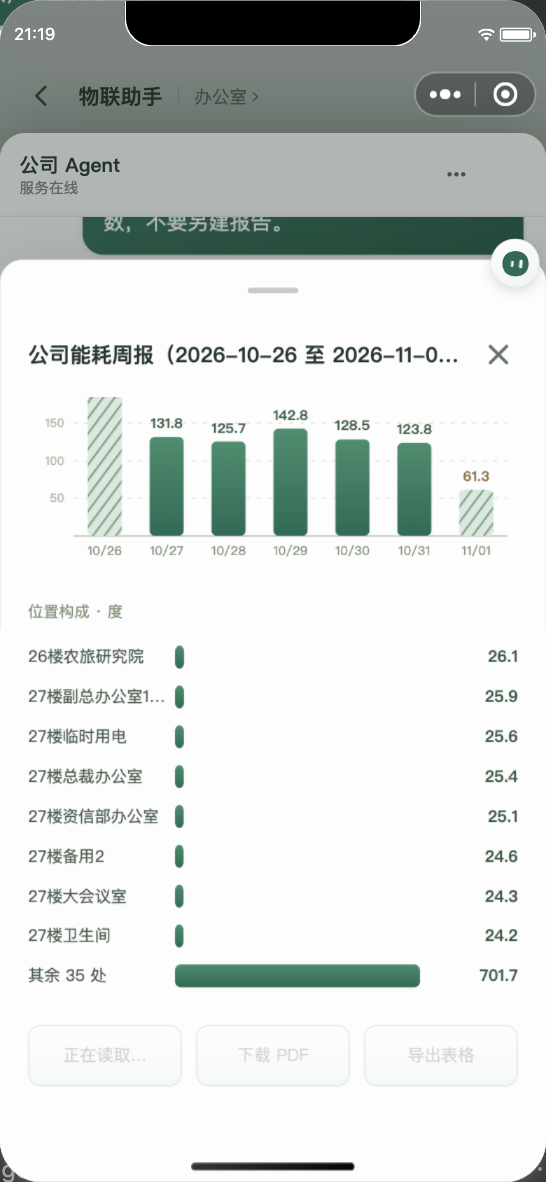 21:19
物联助手 办公室
公司 Agent
服务在线
数，不要另建报告。
公司能耗周报（2026-10-26 至 2026-11-0...
150
100
50
131.8
125.7
142.8
128.5
123.8
61.3
10/26 10/27 10/28 10/29 10/30 10/31 11/01
位置构成 · 度
26楼农旅研究院 26.1
27楼副总办公室1... 25.9
27楼临时用电 25.6
27楼总裁办公室 25.4
27楼资信部办公室 25.1
27楼备用2 24.6
27楼大会议室 24.3
27楼卫生间 24.2
其余 35 处 701.7
正在读取... 下载 PDF 导出表格